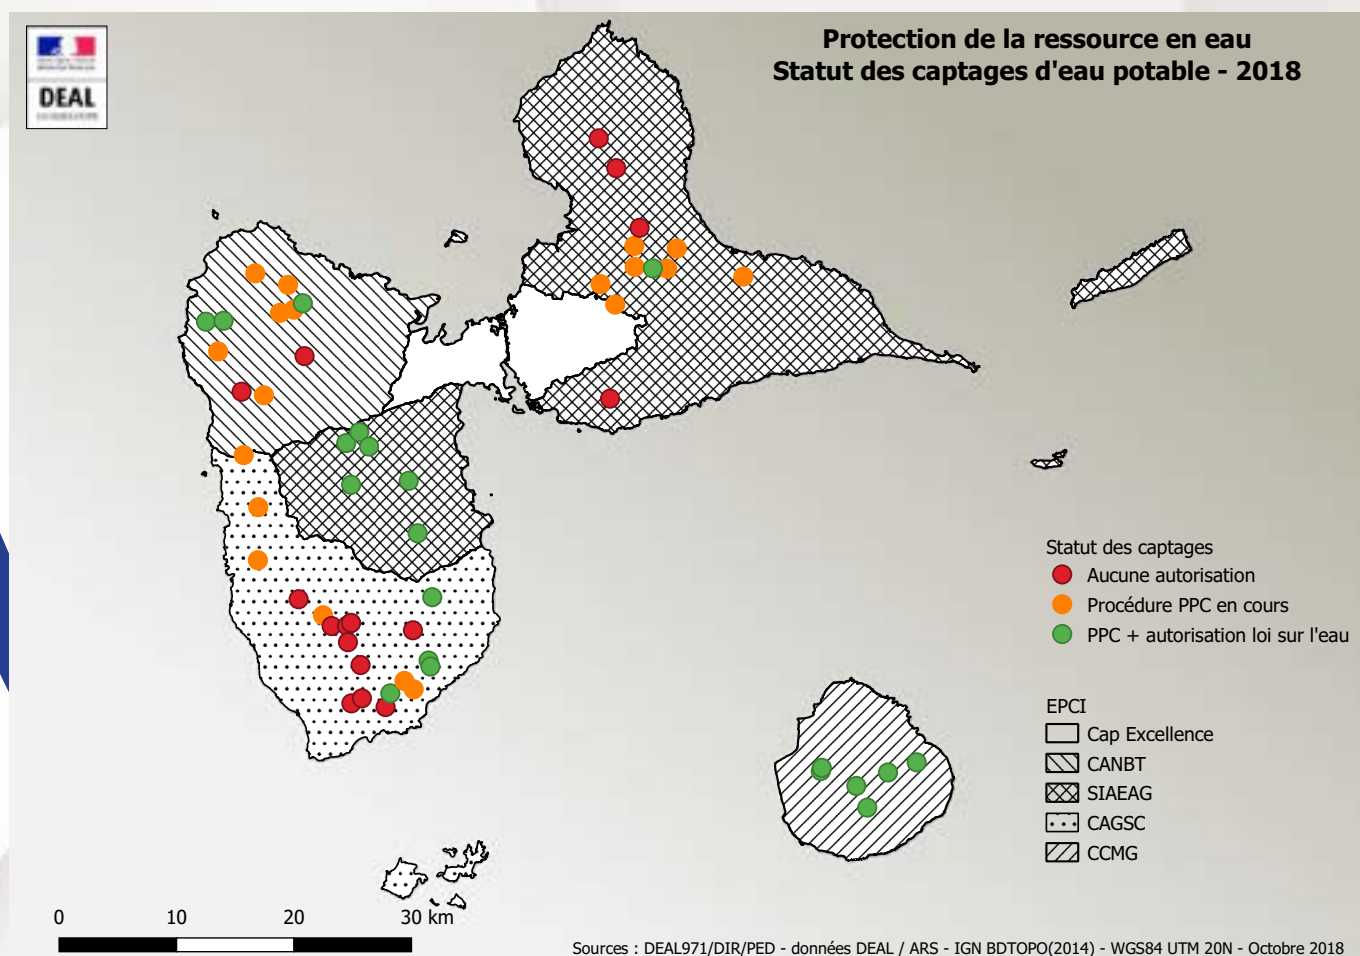 DEAL
Protection de la ressource en eau
Statut des captages d'eau potable - 2018
Statut des captages
Aucune autorisation
Procédure PPC en cours
PPC + autorisation loi sur l'eau
EPCI
Cap Excellence
CANBT
SIAEAG
CAGSC
CCMG
0 10 20 30 km
Sources : DEAL971/DIR/PED - données DEAL / ARS - IGN BDTOPO(2014) - WGS84 UTM 20N - Octobre 2018